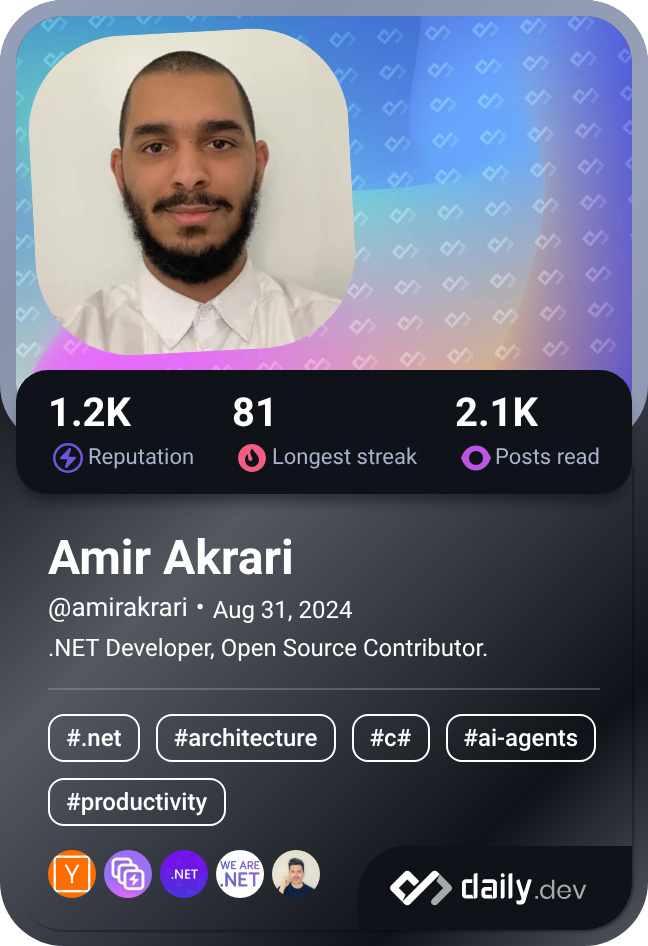 1.2K 81 2.1K
Reputation Longest streak Posts read
Amir Akrari
@amirakrari • Aug 31, 2024
.NET Developer, Open Source Contributor.
#.net #architecture #c# #ai-agents
#productivity
Y .NET WE ARE .NET
daily.dev